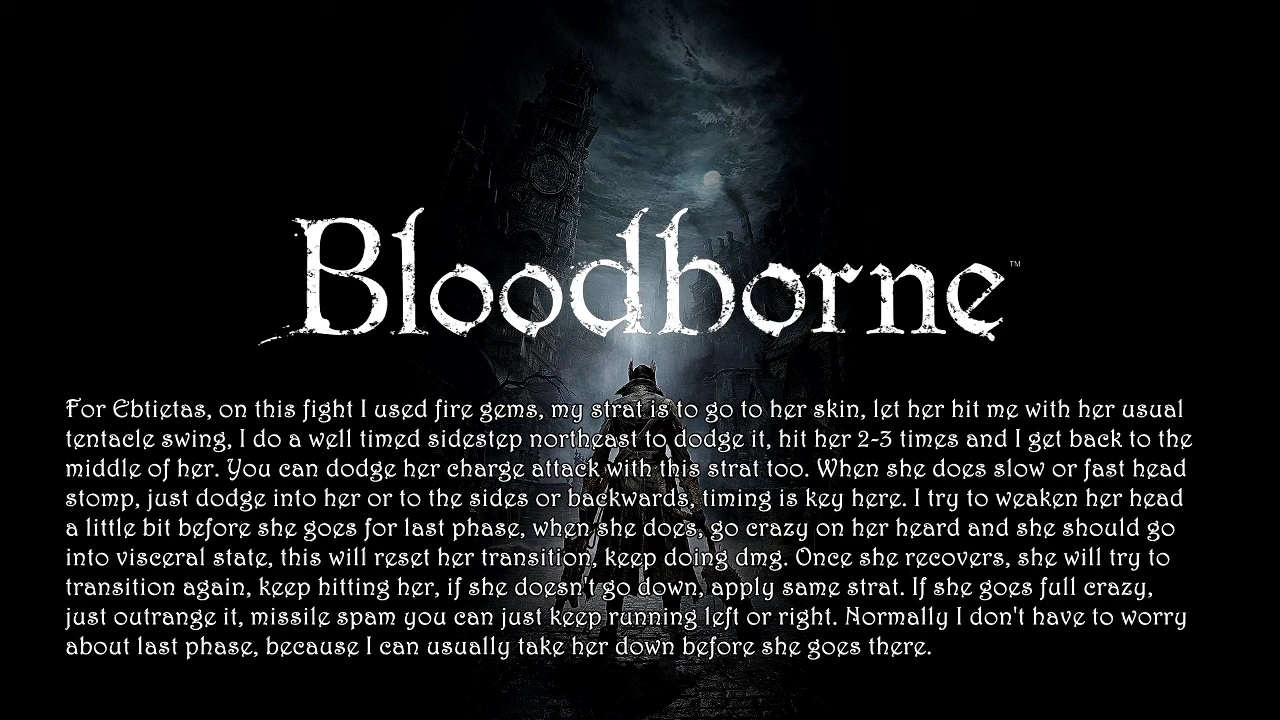 Bloodborne™
For Ebtietas, on this fight I used fire gems, my strat is to go to her skin, let her hit me with her usual
tentacle swing, I do a well timed sidestep northeast to dodge it, hit her 2-3 times and I get back to the
middle of her. You can dodge her charge attack with this strat too. When she does slow or fast head
stomp, just dodge into her or to the sides or backwards, timing is key here. I try to weaken her head
a little bit before she goes for last phase, when she does, go crazy on her heard and she should go
into visceral state, this will reset her transition, keep doing dmg. Once she recovers, she will try to
transition again, keep hitting her, if she doesn't go down, apply same strat. If she goes full crazy,
just outrange it, missile spam you can just keep running left or right. Normally I don't have to worry
about last phase, because I can usually take her down before she goes there.